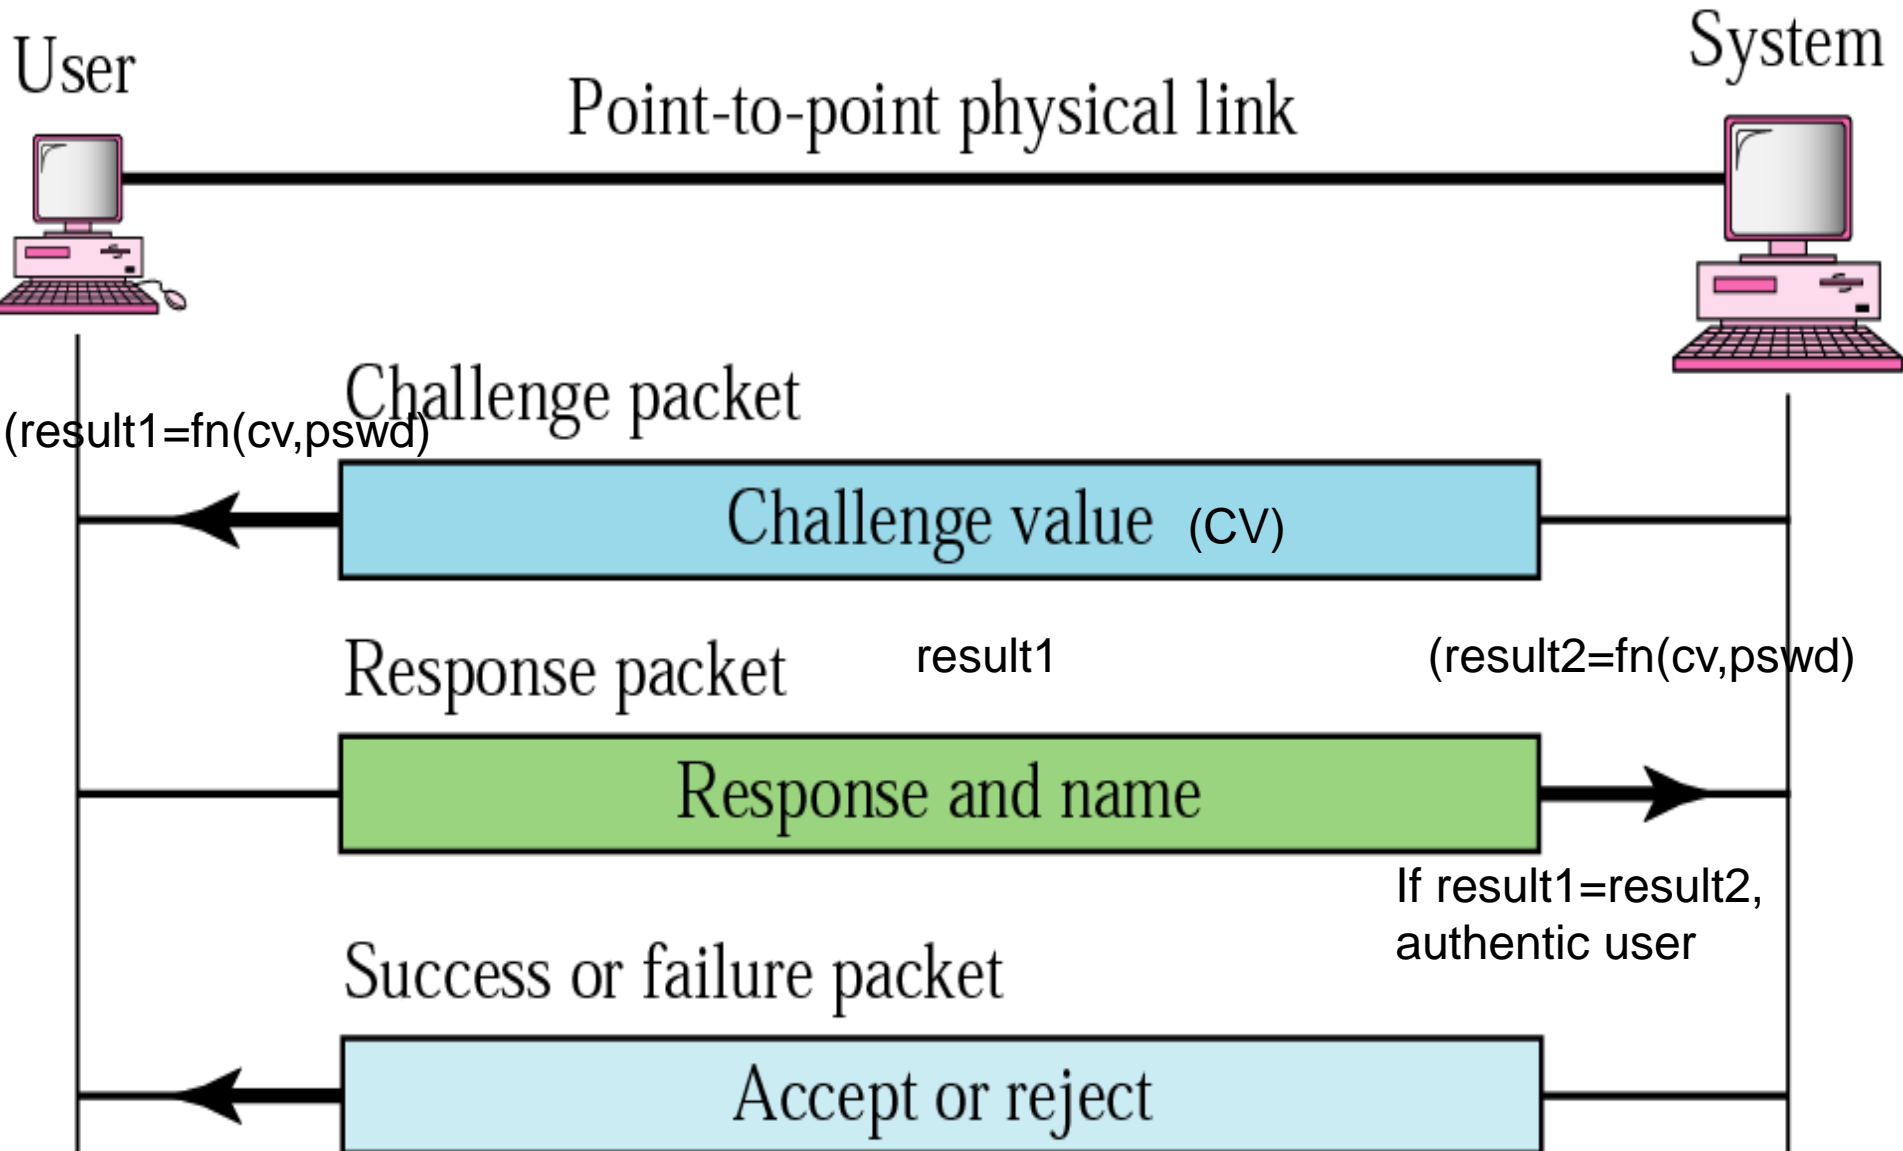 User
System
Point-to-point physical link
Challenge packet
(result1=fn(cv,pswd)
Challenge value (CV)
Response packet
result1
(result2=fn(cv,pswd)
Response and name
If result1=result2,
authentic user
Success or failure packet
Accept or reject